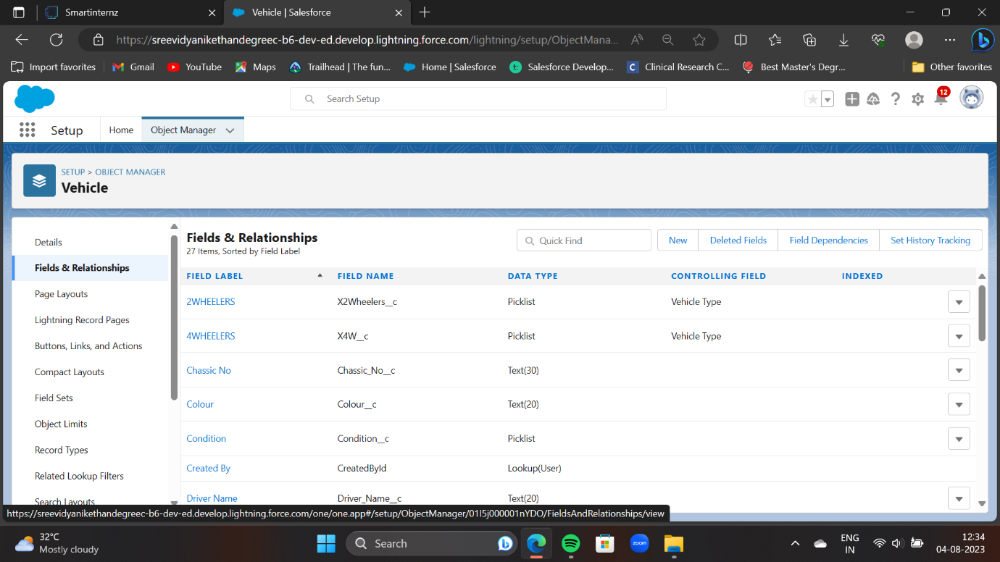 Smartinternz
Vehicle | Salesforce
https://sreevidyanikethandegreec-b6-dev-ed.develop.lightning.force.com/lightning/setup/ObjectMana...
Import favorites
Gmail
YouTube
Maps
Trailhead | The fun...
Home | Salesforce
Salesforce Develop...
Clinical Research C...
Best Master's Degr...
Other favorites
Search Setup
12
Setup
Home
Object Manager
SETUP > OBJECT MANAGER
Vehicle
Details
Fields & Relationships
Page Layouts
Lightning Record Pages
Buttons, Links, and Actions
Compact Layouts
Field Sets
Object Limits
Record Types
Related Lookup Filters
Search Layouts
Fields & Relationships
27 Items, Sorted by Field Label
Quick Find
New
Deleted Fields
Field Dependencies
Set History Tracking
FIELD LABEL FIELD NAME DATA TYPE CONTROLLING FIELD INDEXED
2WHEELERS X2Wheelers__c Picklist Vehicle Type
4WHEELERS X4W__c Picklist Vehicle Type
Chassic No Chassic_No__c Text(30)
Colour Colour__c Text(20)
Condition Condition__c Picklist
Created By CreatedById Lookup(User)
Driver Name Driver_Name__c Text(20)
https://sreevidyanikethandegreec-b6-dev-ed.develop.lightning.force.com/one/one.app#/setup/ObjectManager/01I5j000001nYDO/FieldsAndRelationships/view
32°C
Mostly cloudy
Search
zoom
ENG
IN
12:34
04-08-2023